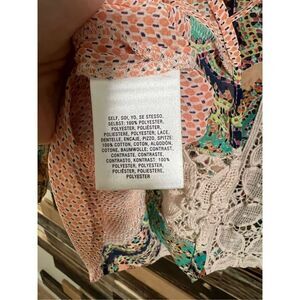 SELF, SOI, YO, SE STESSO,
SELBST: 100% POLYESTER,
POLYESTER, POLIÉSTER,
POLIESTERE, POLYESTER, LACE,
DENTELLE, ENCAJE, PIZZO, SPITZE:
100% COTTON, COTON, ALGODÓN,
COTONE, BAUMWOLLE; CONTRAST,
CONTRASTE, CONTRASTE,
CONTRASTO, KONTRAST: 100%
POLYESTER, POLYESTER,
POLIÉSTER, POLIESTERE,
POLYESTER